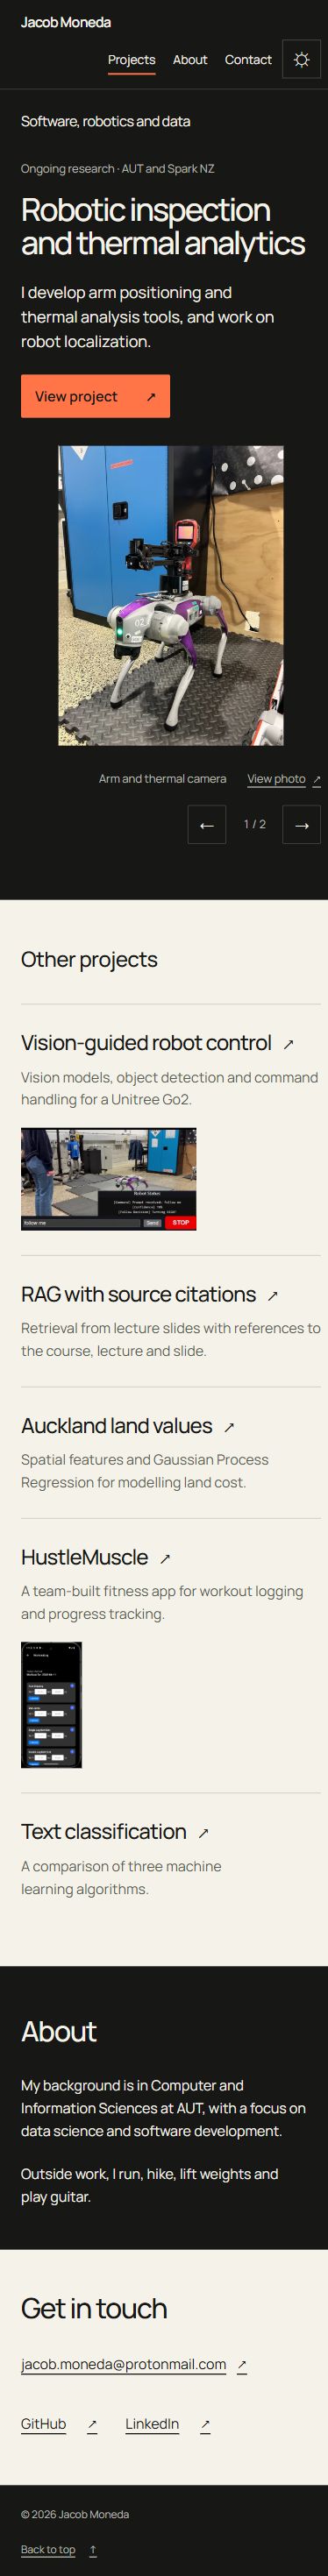 Jacob Moneda
Projects About Contact
Software, robotics and data
Ongoing research · AUT and Spark NZ
Robotic inspection
and thermal analytics
I develop arm positioning and
thermal analysis tools, and work on
robot localization.
View project ↗
02
Arm and thermal camera View photo ↗
← 1 / 2 →
Other projects
Vision-guided robot control ↗
Vision models, object detection and command
handling for a Unitree Go2.
Robot Status
follow me Send STOP
RAG with source citations ↗
Retrieval from lecture slides with references to
the course, lecture and slide.
Auckland land values ↗
Spatial features and Gaussian Process
Regression for modelling land cost.
HustleMuscle ↗
A team-built fitness app for workout logging
and progress tracking.
Text classification ↗
A comparison of three machine
learning algorithms.
About
My background is in Computer and
Information Sciences at AUT, with a focus on
data science and software development.
Outside work, I run, hike, lift weights and
play guitar.
Get in touch
jacob.moneda@protonmail.com ↗
GitHub ↗ LinkedIn ↗
© 2026 Jacob Moneda
Back to top ↑